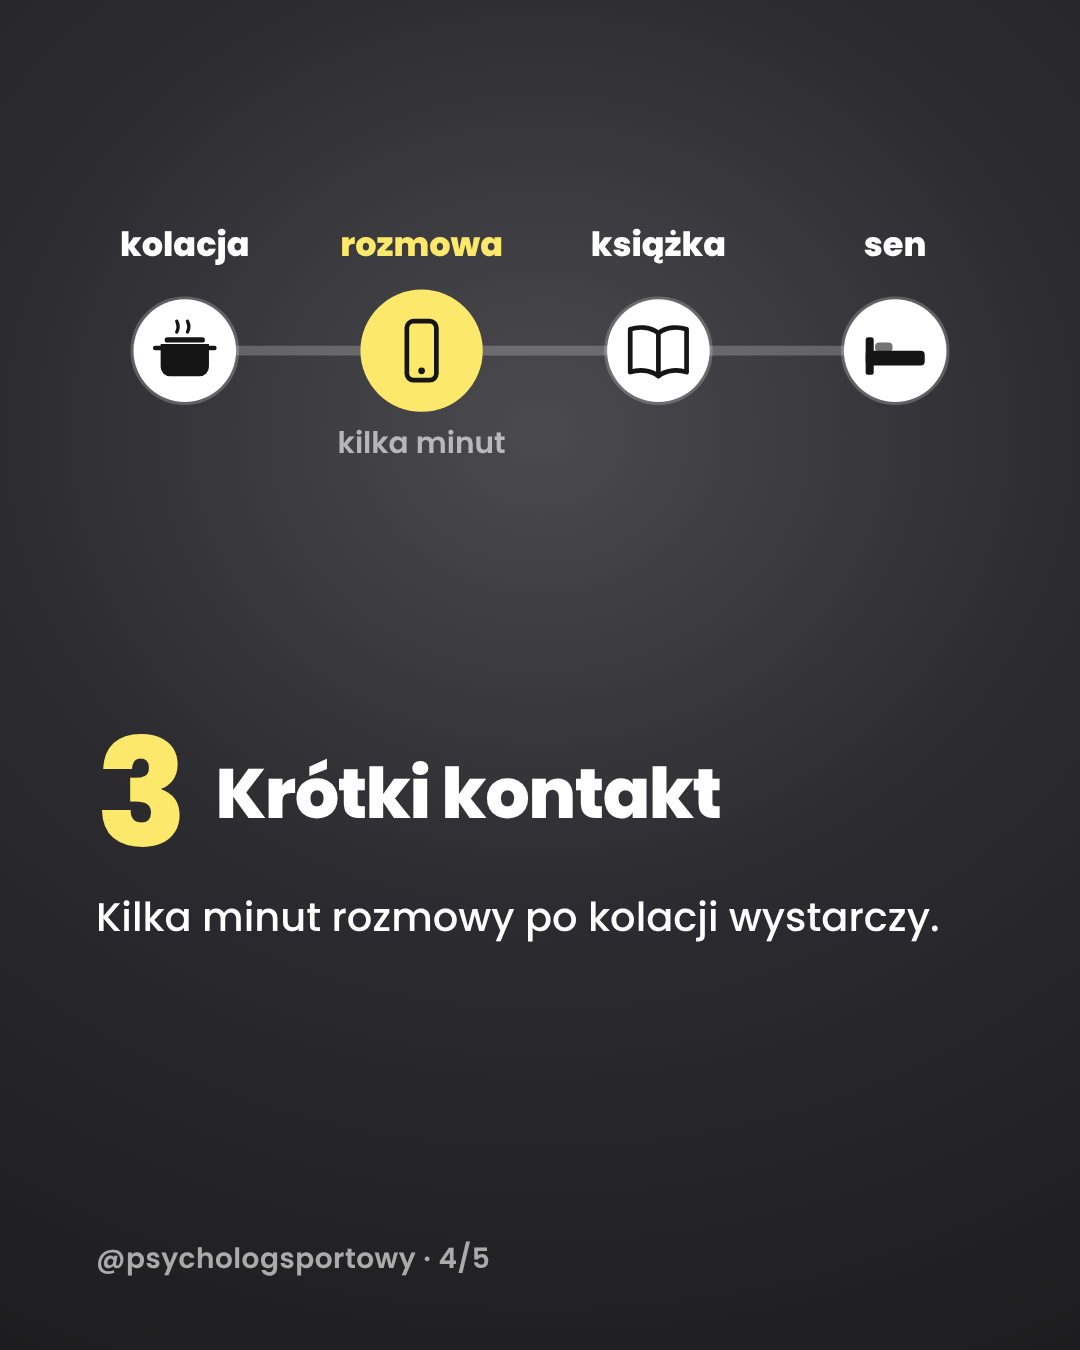 kolacja rozmowa książka sen
kilka minut
3 Krótki kontakt
Kilka minut rozmowy po kolacji wystarczy.
@psychologsportowy · 4/5